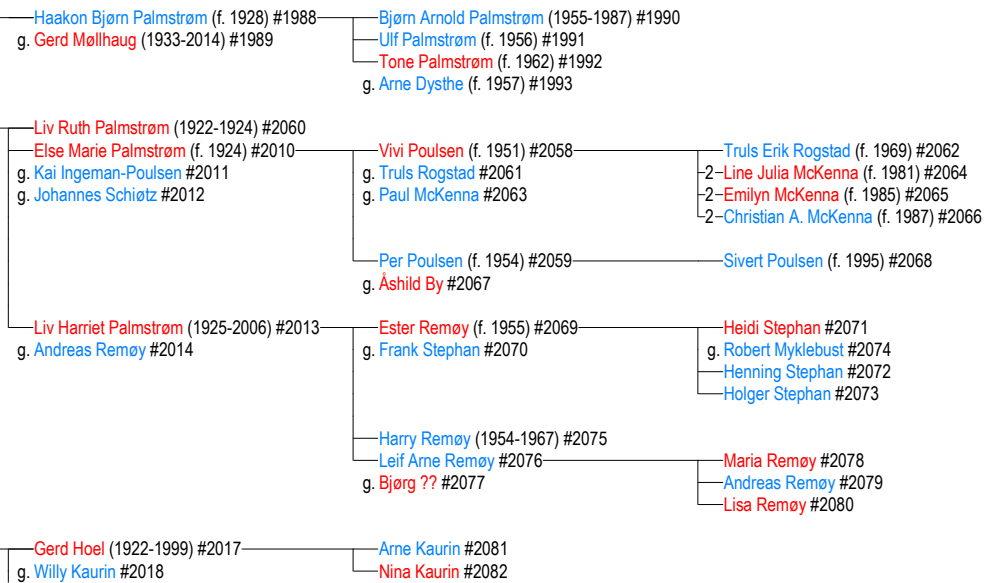 Haakon Bjørn Palmstrøm (f. 1928) #1988
g. Gerd Møllhaug (1933-2014) #1989
Bjørn Arnold Palmstrøm (1955-1987) #1990
Ulf Palmstrøm (f. 1956) #1991
Tone Palmstrøm (f. 1962) #1992
g. Arne Dysthe (f. 1957) #1993
Liv Ruth Palmstrøm (1922-1924) #2060
Else Marie Palmstrøm (f. 1924) #2010
g. Kai Ingeman-Poulsen #2011
g. Johannes Schiøtz #2012
Vivi Poulsen (f. 1951) #2058
g. Truls Rogstad #2061
g. Paul McKenna #2063
Truls Erik Rogstad (f. 1969) #2062
2 Line Julia McKenna (f. 1981) #2064
2 Emilyn McKenna (f. 1985) #2065
2 Christian A. McKenna (f. 1987) #2066
Per Poulsen (f. 1954) #2059
g. Åshild By #2067
Sivert Poulsen (f. 1995) #2068
Liv Harriet Palmstrøm (1925-2006) #2013
g. Andreas Remøy #2014
Ester Remøy (f. 1955) #2069
g. Frank Stephan #2070
Heidi Stephan #2071
g. Robert Myklebust #2074
Henning Stephan #2072
Holger Stephan #2073
Harry Remøy (1954-1967) #2075
Leif Arne Remøy #2076
g. Bjørg ?? #2077
Maria Remøy #2078
Andreas Remøy #2079
Lisa Remøy #2080
Gerd Hoel (1922-1999) #2017
g. Willy Kaurin #2018
Arne Kaurin #2081
Nina Kaurin #2082